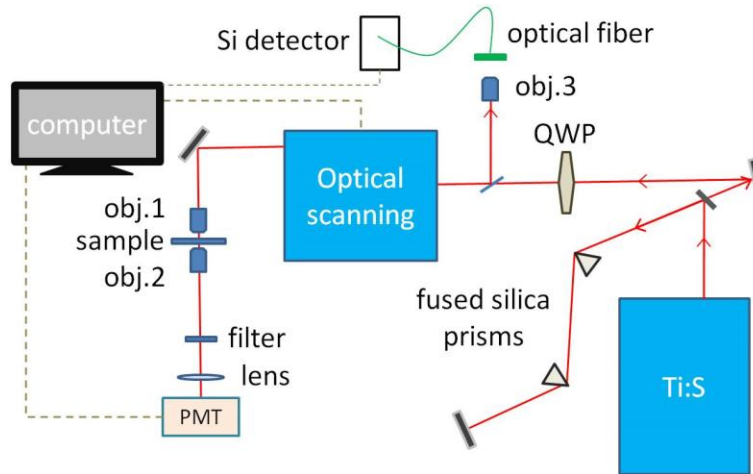 Si detector
optical fiber
obj.3
computer
QWP
Optical
scanning
obj.1
sample
obj.2
fused silica
prisms
filter
lens
Ti:S
PMT